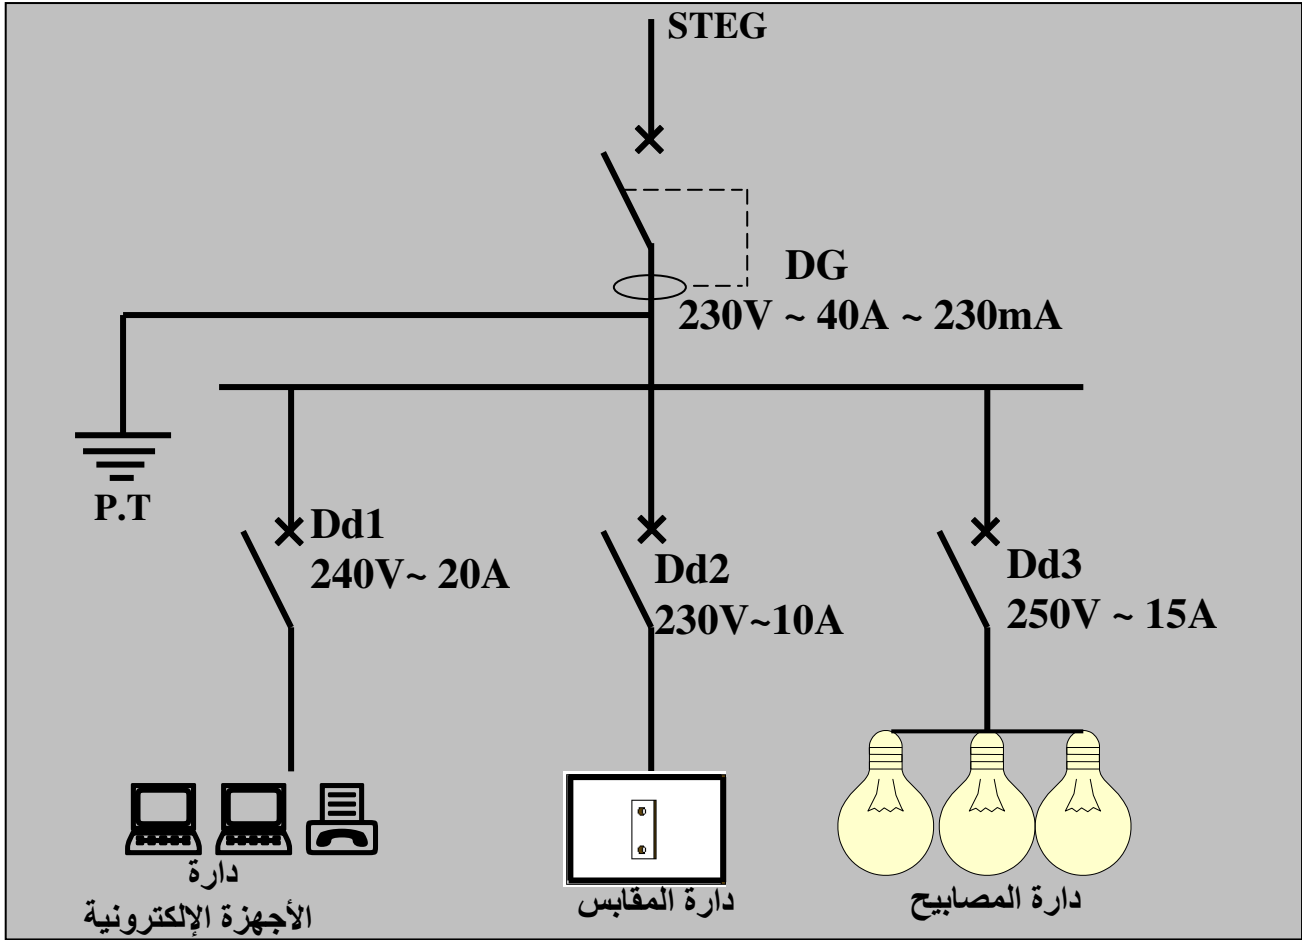 STEG
DG
230V ~ 40A ~ 230mA
P.T
Dd1
240V~ 20A
Dd2
230V~10A
Dd3
250V ~ 15A
دارة
الأجهزة الإلكترونية
دارة المقابس
دارة المصابيح